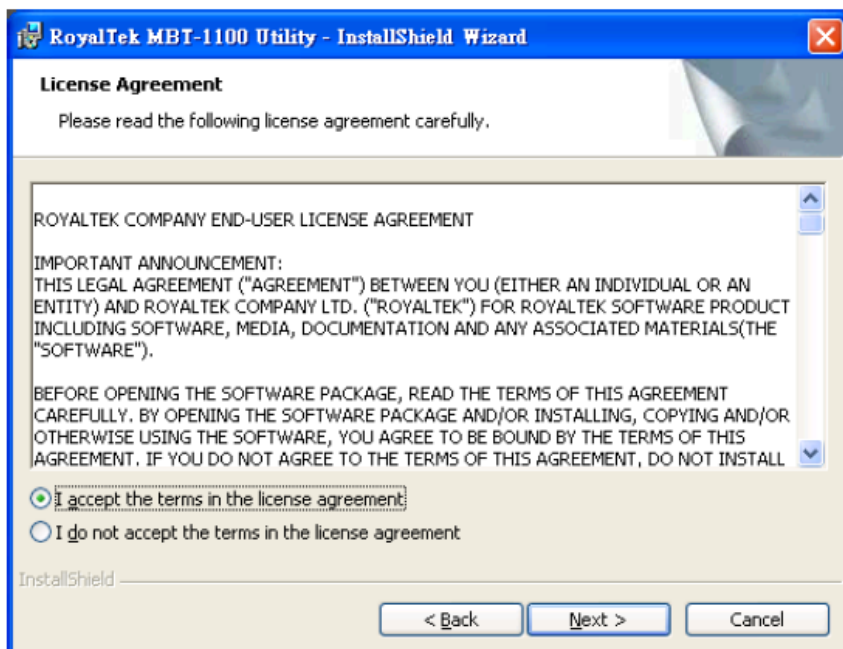 RoyalTek MBT-1100 Utility - InstallShield Wizard
License Agreement
Please read the following license agreement carefully.
ROYALTEK COMPANY END-USER LICENSE AGREEMENT
IMPORTANT ANNOUNCEMENT:
THIS LEGAL AGREEMENT ("AGREEMENT") BETWEEN YOU (EITHER AN INDIVIDUAL OR AN
ENTITY) AND ROYALTEK COMPANY LTD. ("ROYALTEK") FOR ROYALTEK SOFTWARE PRODUCT
INCLUDING SOFTWARE, MEDIA, DOCUMENTATION AND ANY ASSOCIATED MATERIALS(THE
"SOFTWARE").
BEFORE OPENING THE SOFTWARE PACKAGE, READ THE TERMS OF THIS AGREEMENT
CAREFULLY. BY OPENING THE SOFTWARE PACKAGE AND/OR INSTALLING, COPYING AND/OR
OTHERWISE USING THE SOFTWARE, YOU AGREE TO BE BOUND BY THE TERMS OF THIS
AGREEMENT. IF YOU DO NOT AGREE TO THE TERMS OF THIS AGREEMENT, DO NOT INSTALL
I accept the terms in the license agreement
I do not accept the terms in the license agreement
InstallShield
< Back Next > Cancel